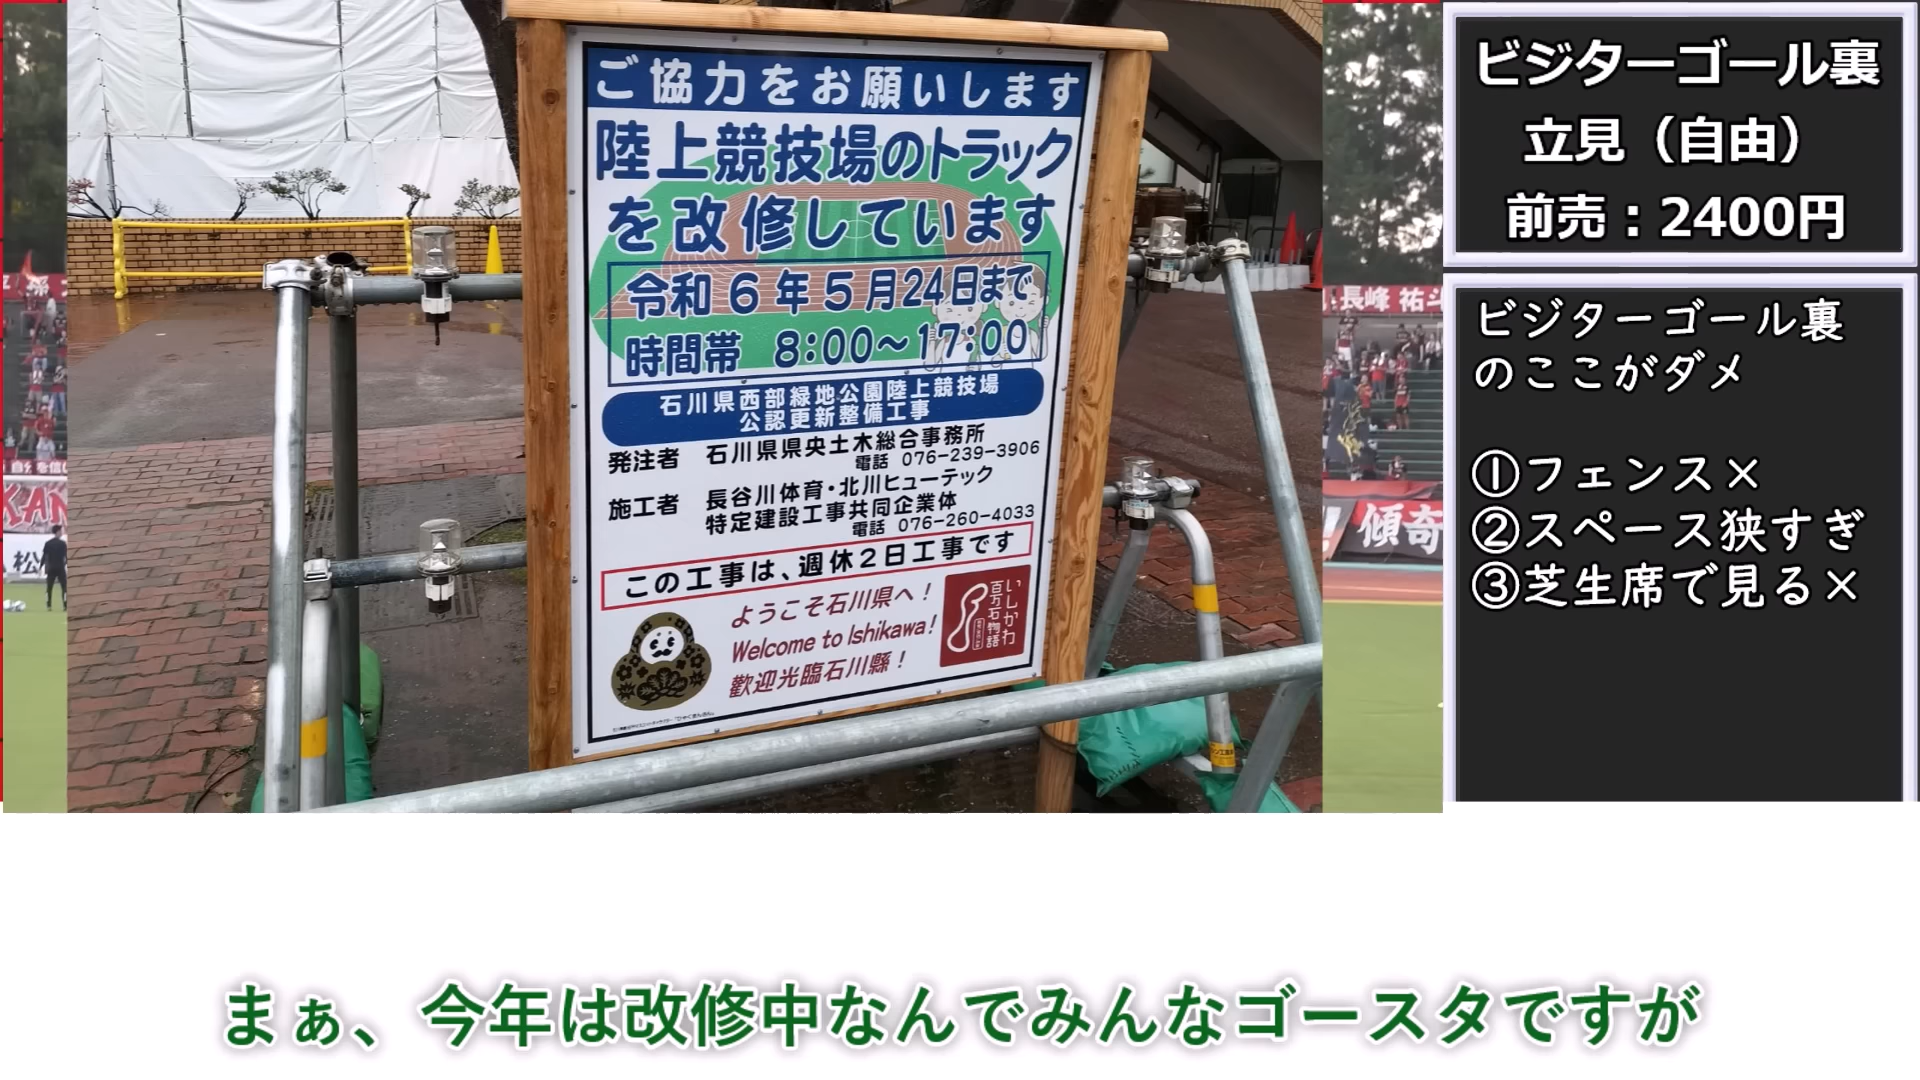 ご協力をお願いします
陸上競技場のトラック
を改修しています
令和6年5月24日まで
時間帯 8:00～17:00
石川県西部緑地公園陸上競技場
公認更新整備工事
発注者 石川県県央土木総合事務所
電話 076-239-3906
施工者 長谷川体育・北川ヒューテック
特定建設工事共同企業体
電話 076-260-4033
この工事は、週休2日工事です
ようこそ石川県へ！
Welcome to Ishikawa!
歡迎光臨石川縣！
いしかわ
百万石物語
長峰 祐斗
KAN
松
傾奇
ビジターゴール裏
立見（自由）
前売：2400円
ビジターゴール裏
のここがダメ
①フェンス×
②スペース狭すぎ
③芝生席で見る×
まぁ、今年は改修中なんでみんなゴースタですが